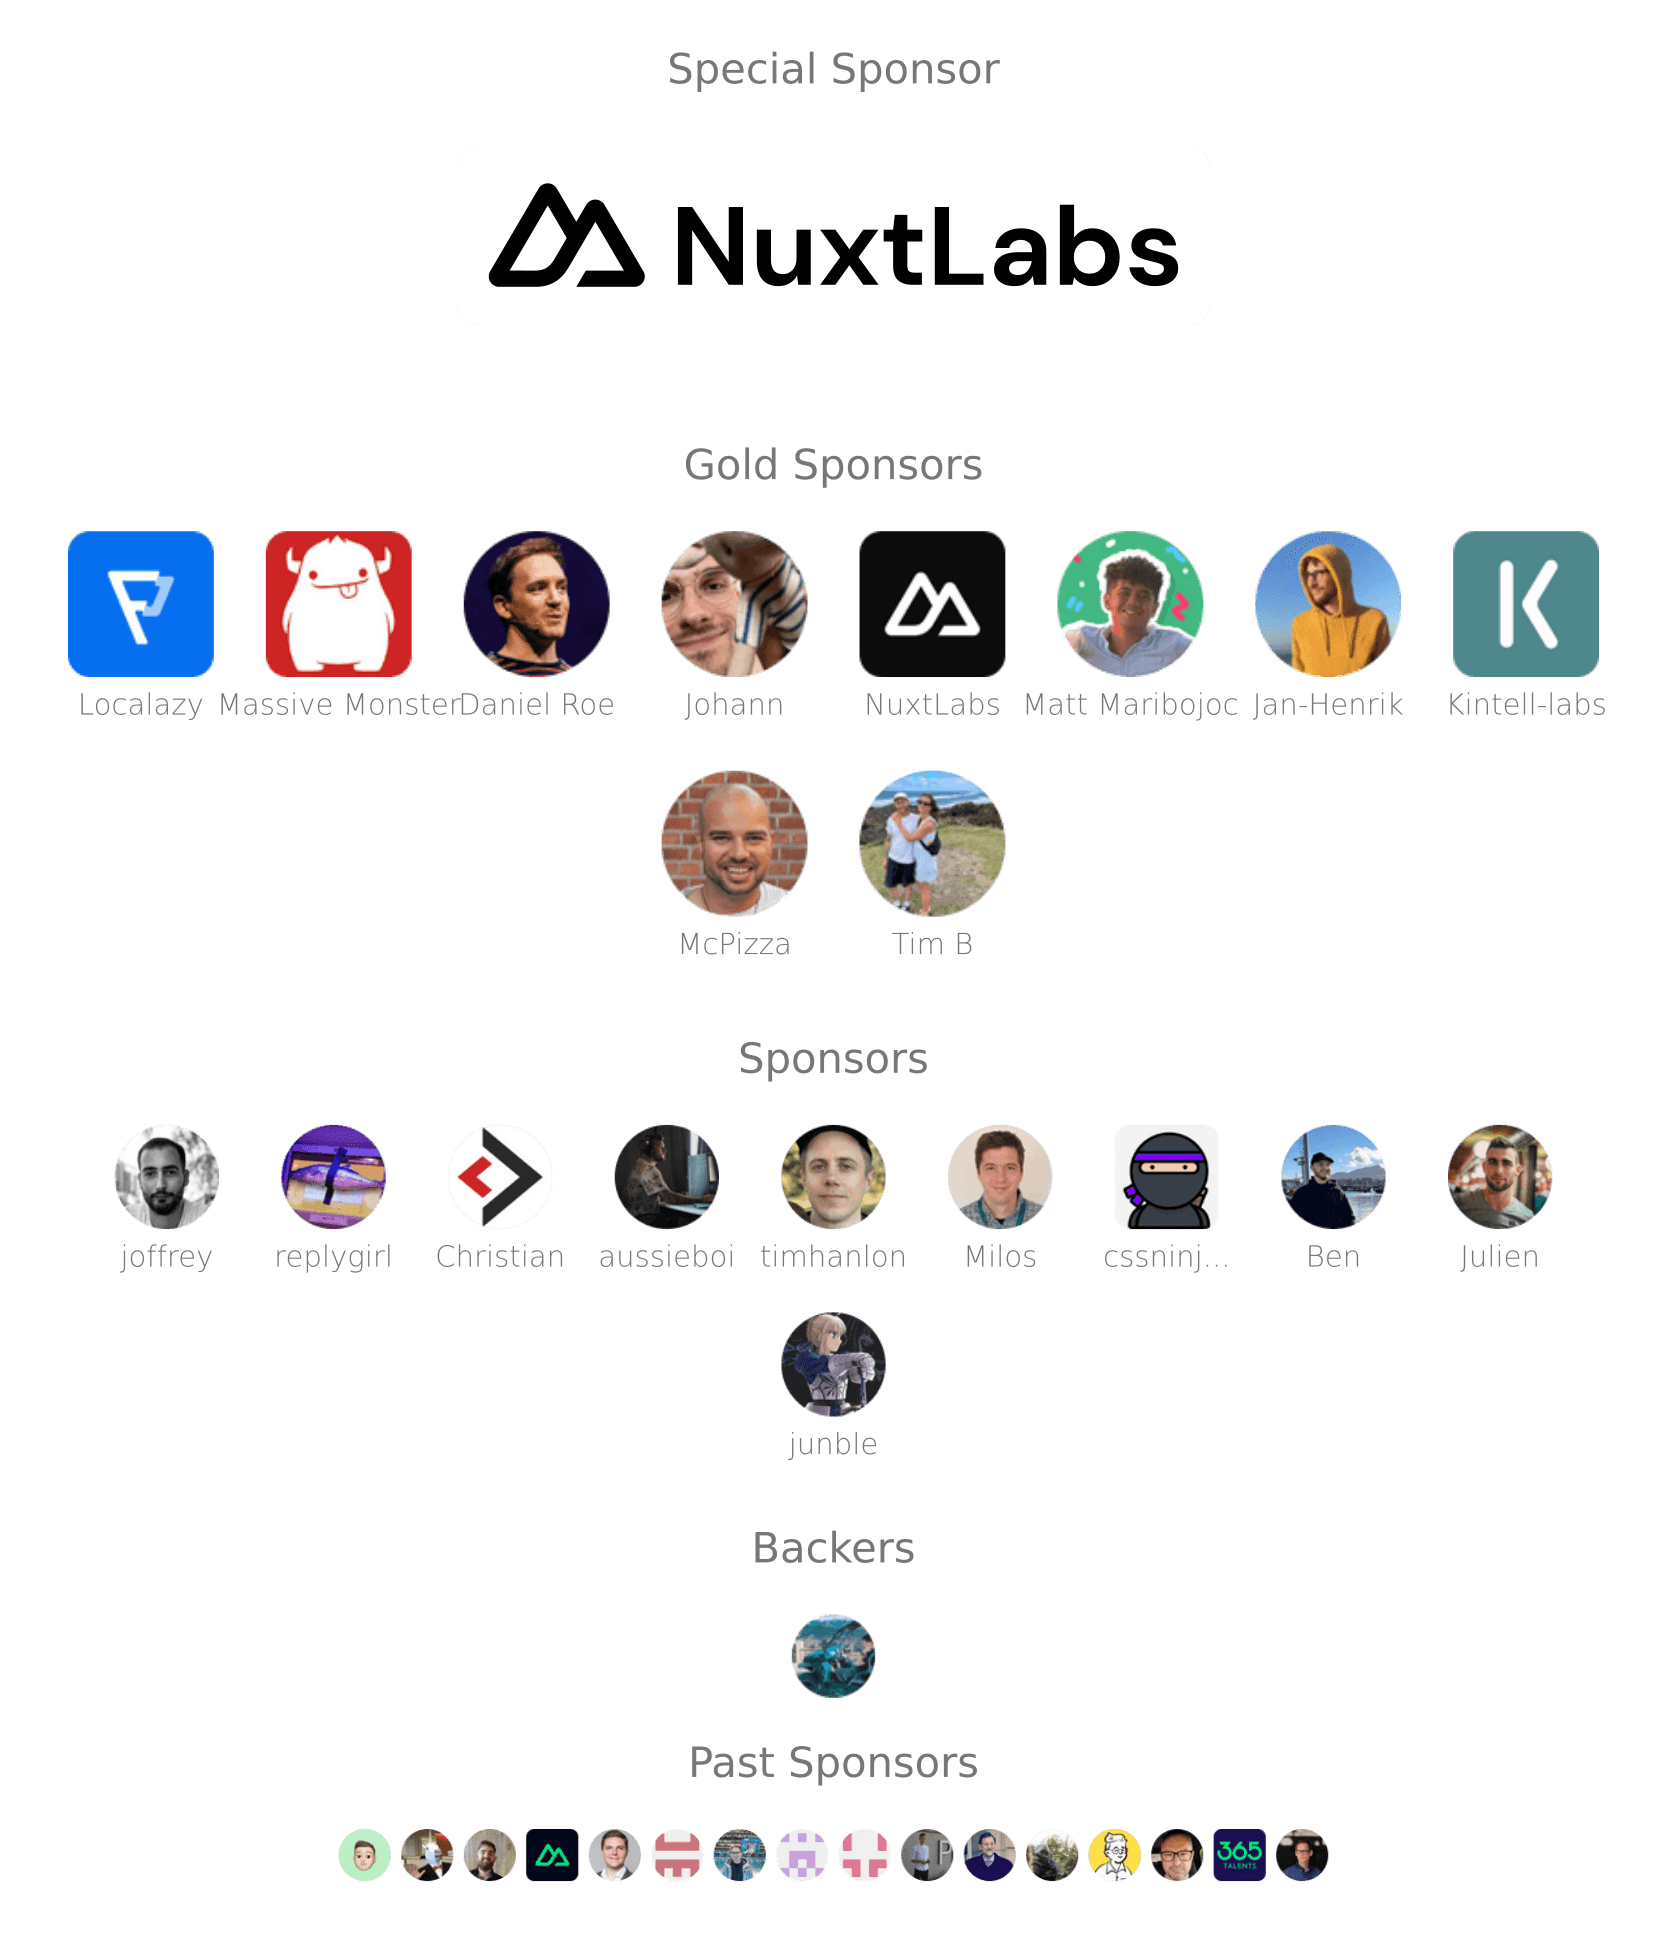 Special Sponsor
NuxtLabs
Gold Sponsors
Localazy Massive Monster Daniel Roe Johann NuxtLabs Matt Maribojoc Jan-Henrik Kintell-labs
McPizza Tim B
Sponsors
joffrey replygirl Christian aussieboi timhanlon Milos cssninj... Ben Julien
junble
Backers
Past Sponsors
P
365
TALENTS